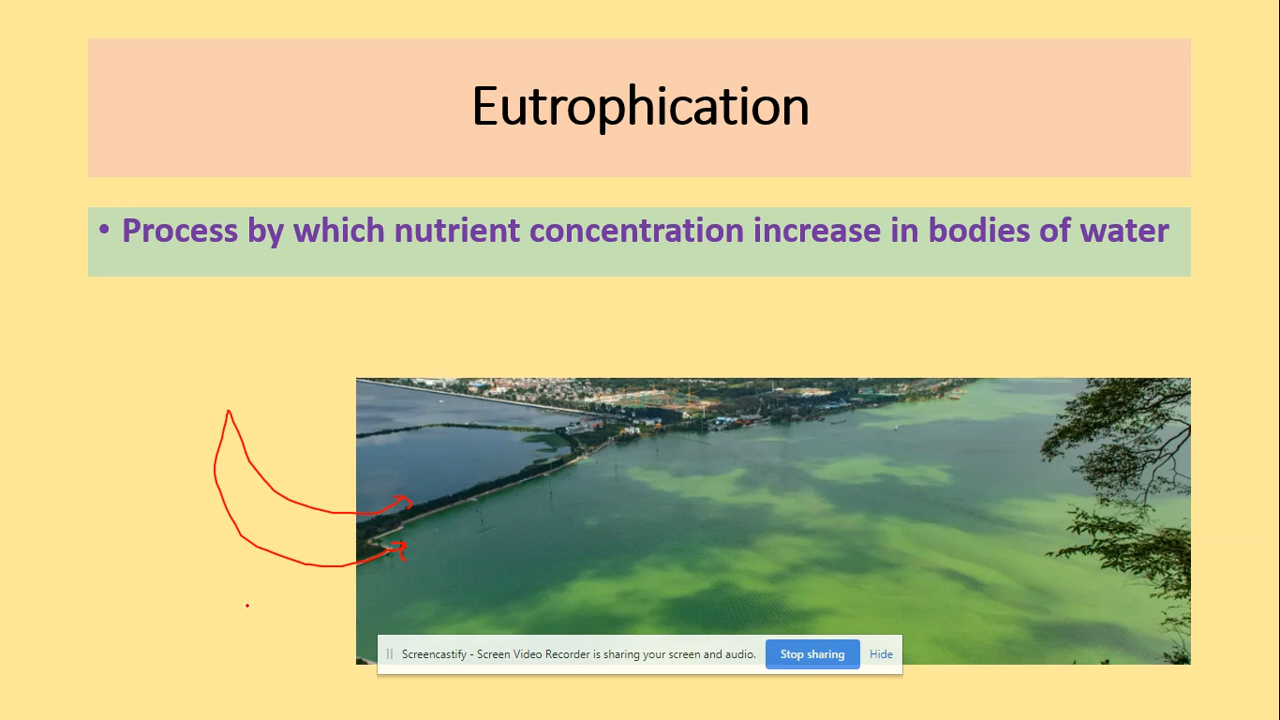 Eutrophication
• Process by which nutrient concentration increase in bodies of water
Screencastify - Screen Video Recorder is sharing your screen and audio.
Stop sharing
Hide